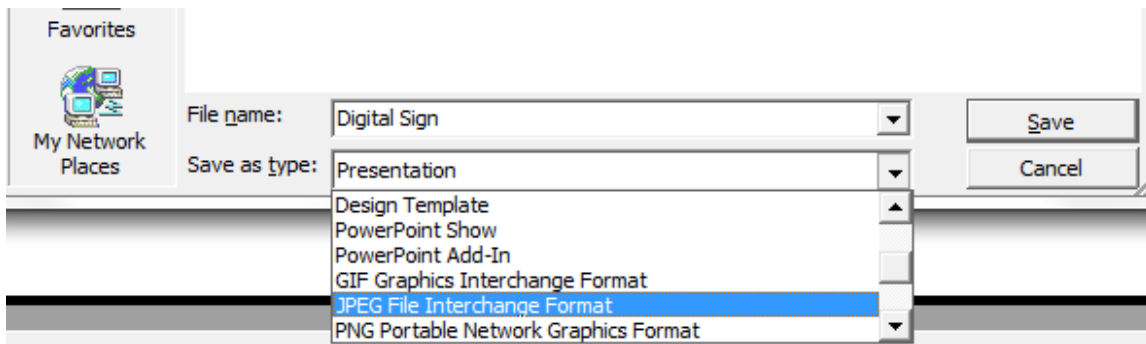 Favorites
My Network
Places
File name:
Digital Sign
Save
Save as type:
Presentation
Cancel
Design Template
PowerPoint Show
PowerPoint Add-In
GIF Graphics Interchange Format
JPEG File Interchange Format
PNG Portable Network Graphics Format